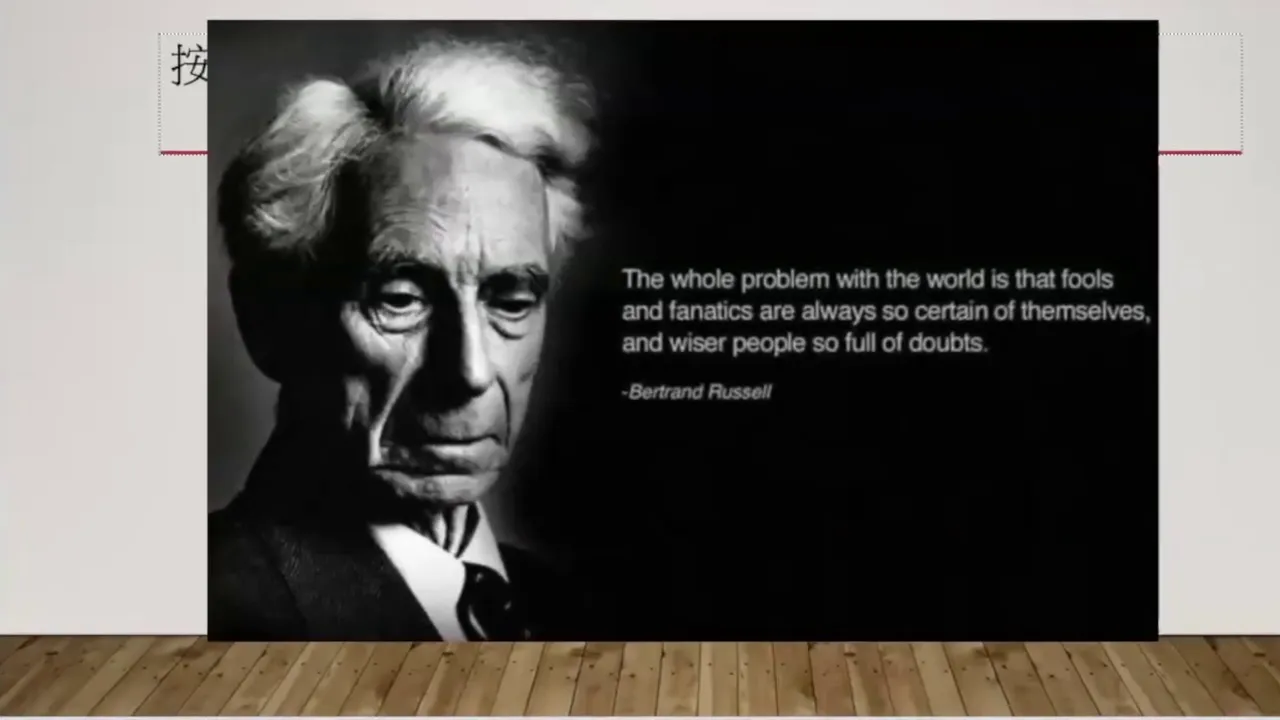 按
The whole problem with the world is that fools
and fanatics are always so certain of themselves,
and wiser people so full of doubts.
-Bertrand Russell